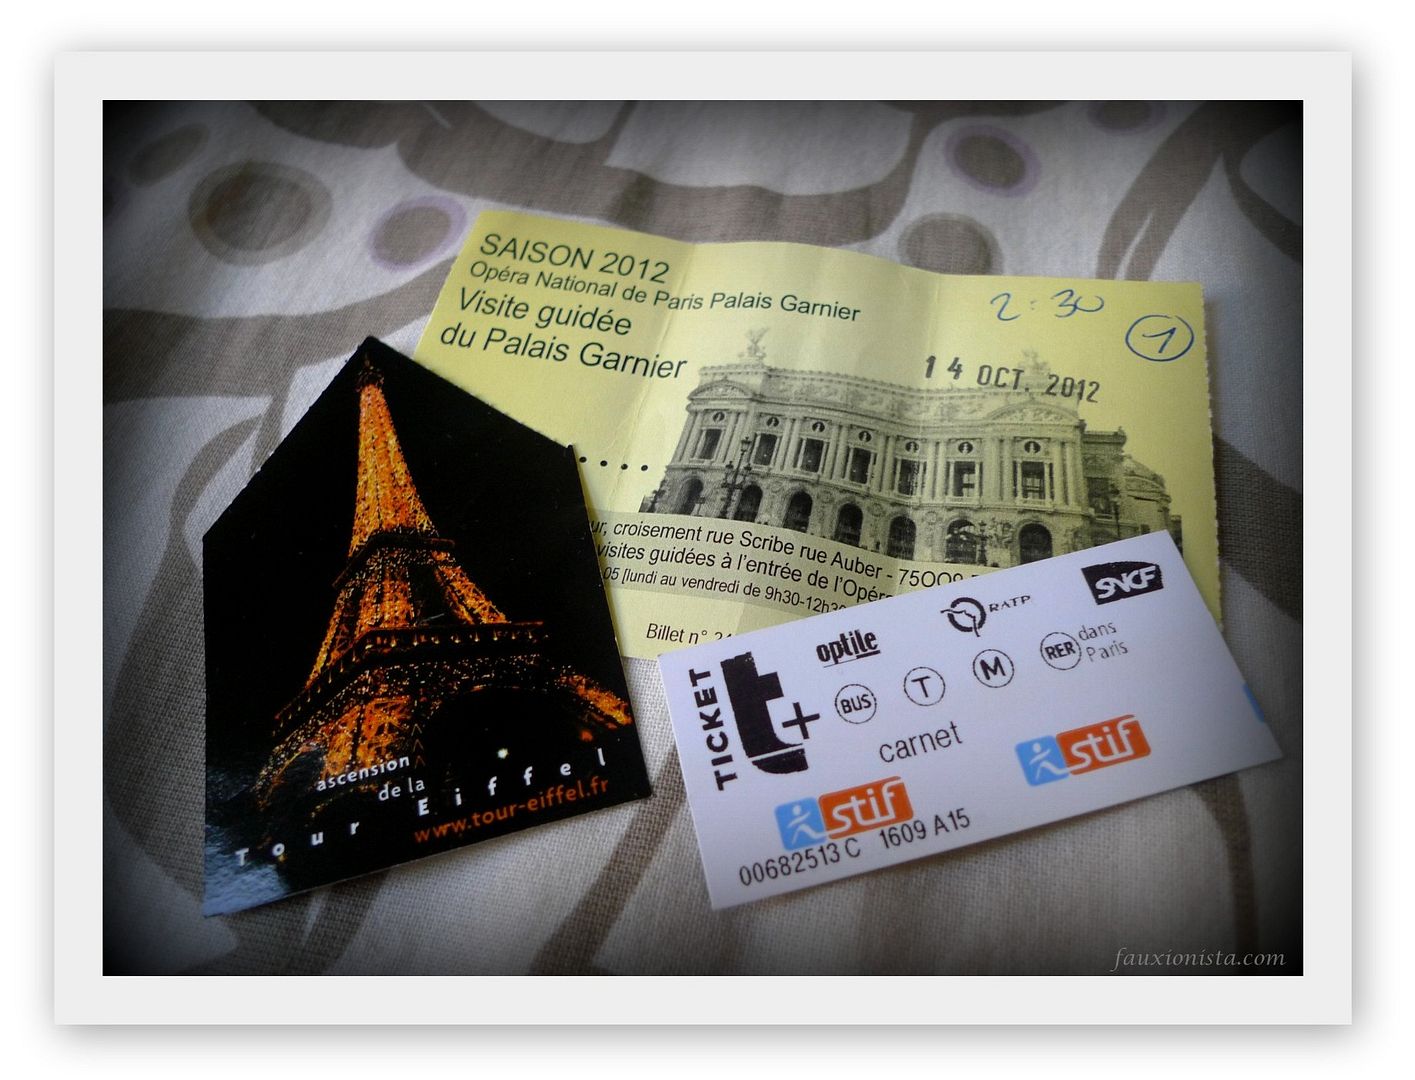 SAISON 2012
Opéra National de Paris Palais Garnier
Visite guidée
du Palais Garnier
2:30
1
14 OCT. 2012
croisement rue Scribe rue Auber -
visites guidées à l'entrée de l'Opéra
05 [lundi au vendredi de 9h30-12h30
Billet n°
ascension
de la
Tour Eiffel
www.tour-eiffel.fr
TICKET
t+
optile
RATP
SNCF
BUS
T
M
RER
dans
Paris
carnet
stif
stif
00682513 C 1609 A15
fauxionista.com